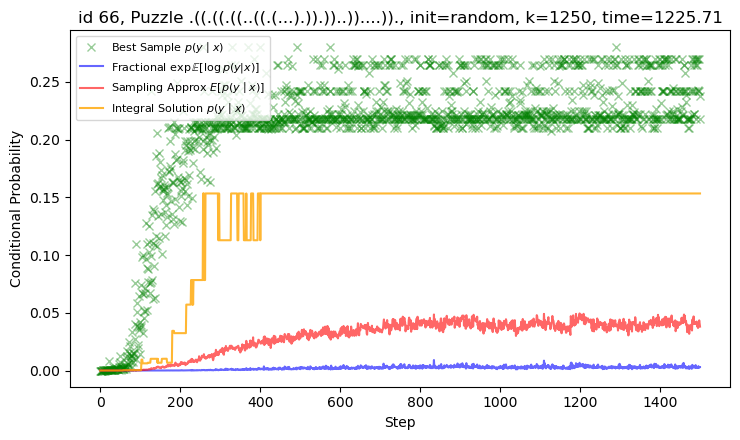 id 66, Puzzle .((.((.((..((.(...).)).))..))....))., init=random, k=1250, time=1225.71
Best Sample p(y | x)
Fractional exp𝔼[log p(y|x)]
Sampling Approx E[p(y | x)]
Integral Solution p(y | x)
Conditional Probability
0.25
0.20
0.15
0.10
0.05
0.00
0 200 400 600 800 1000 1200 1400
Step